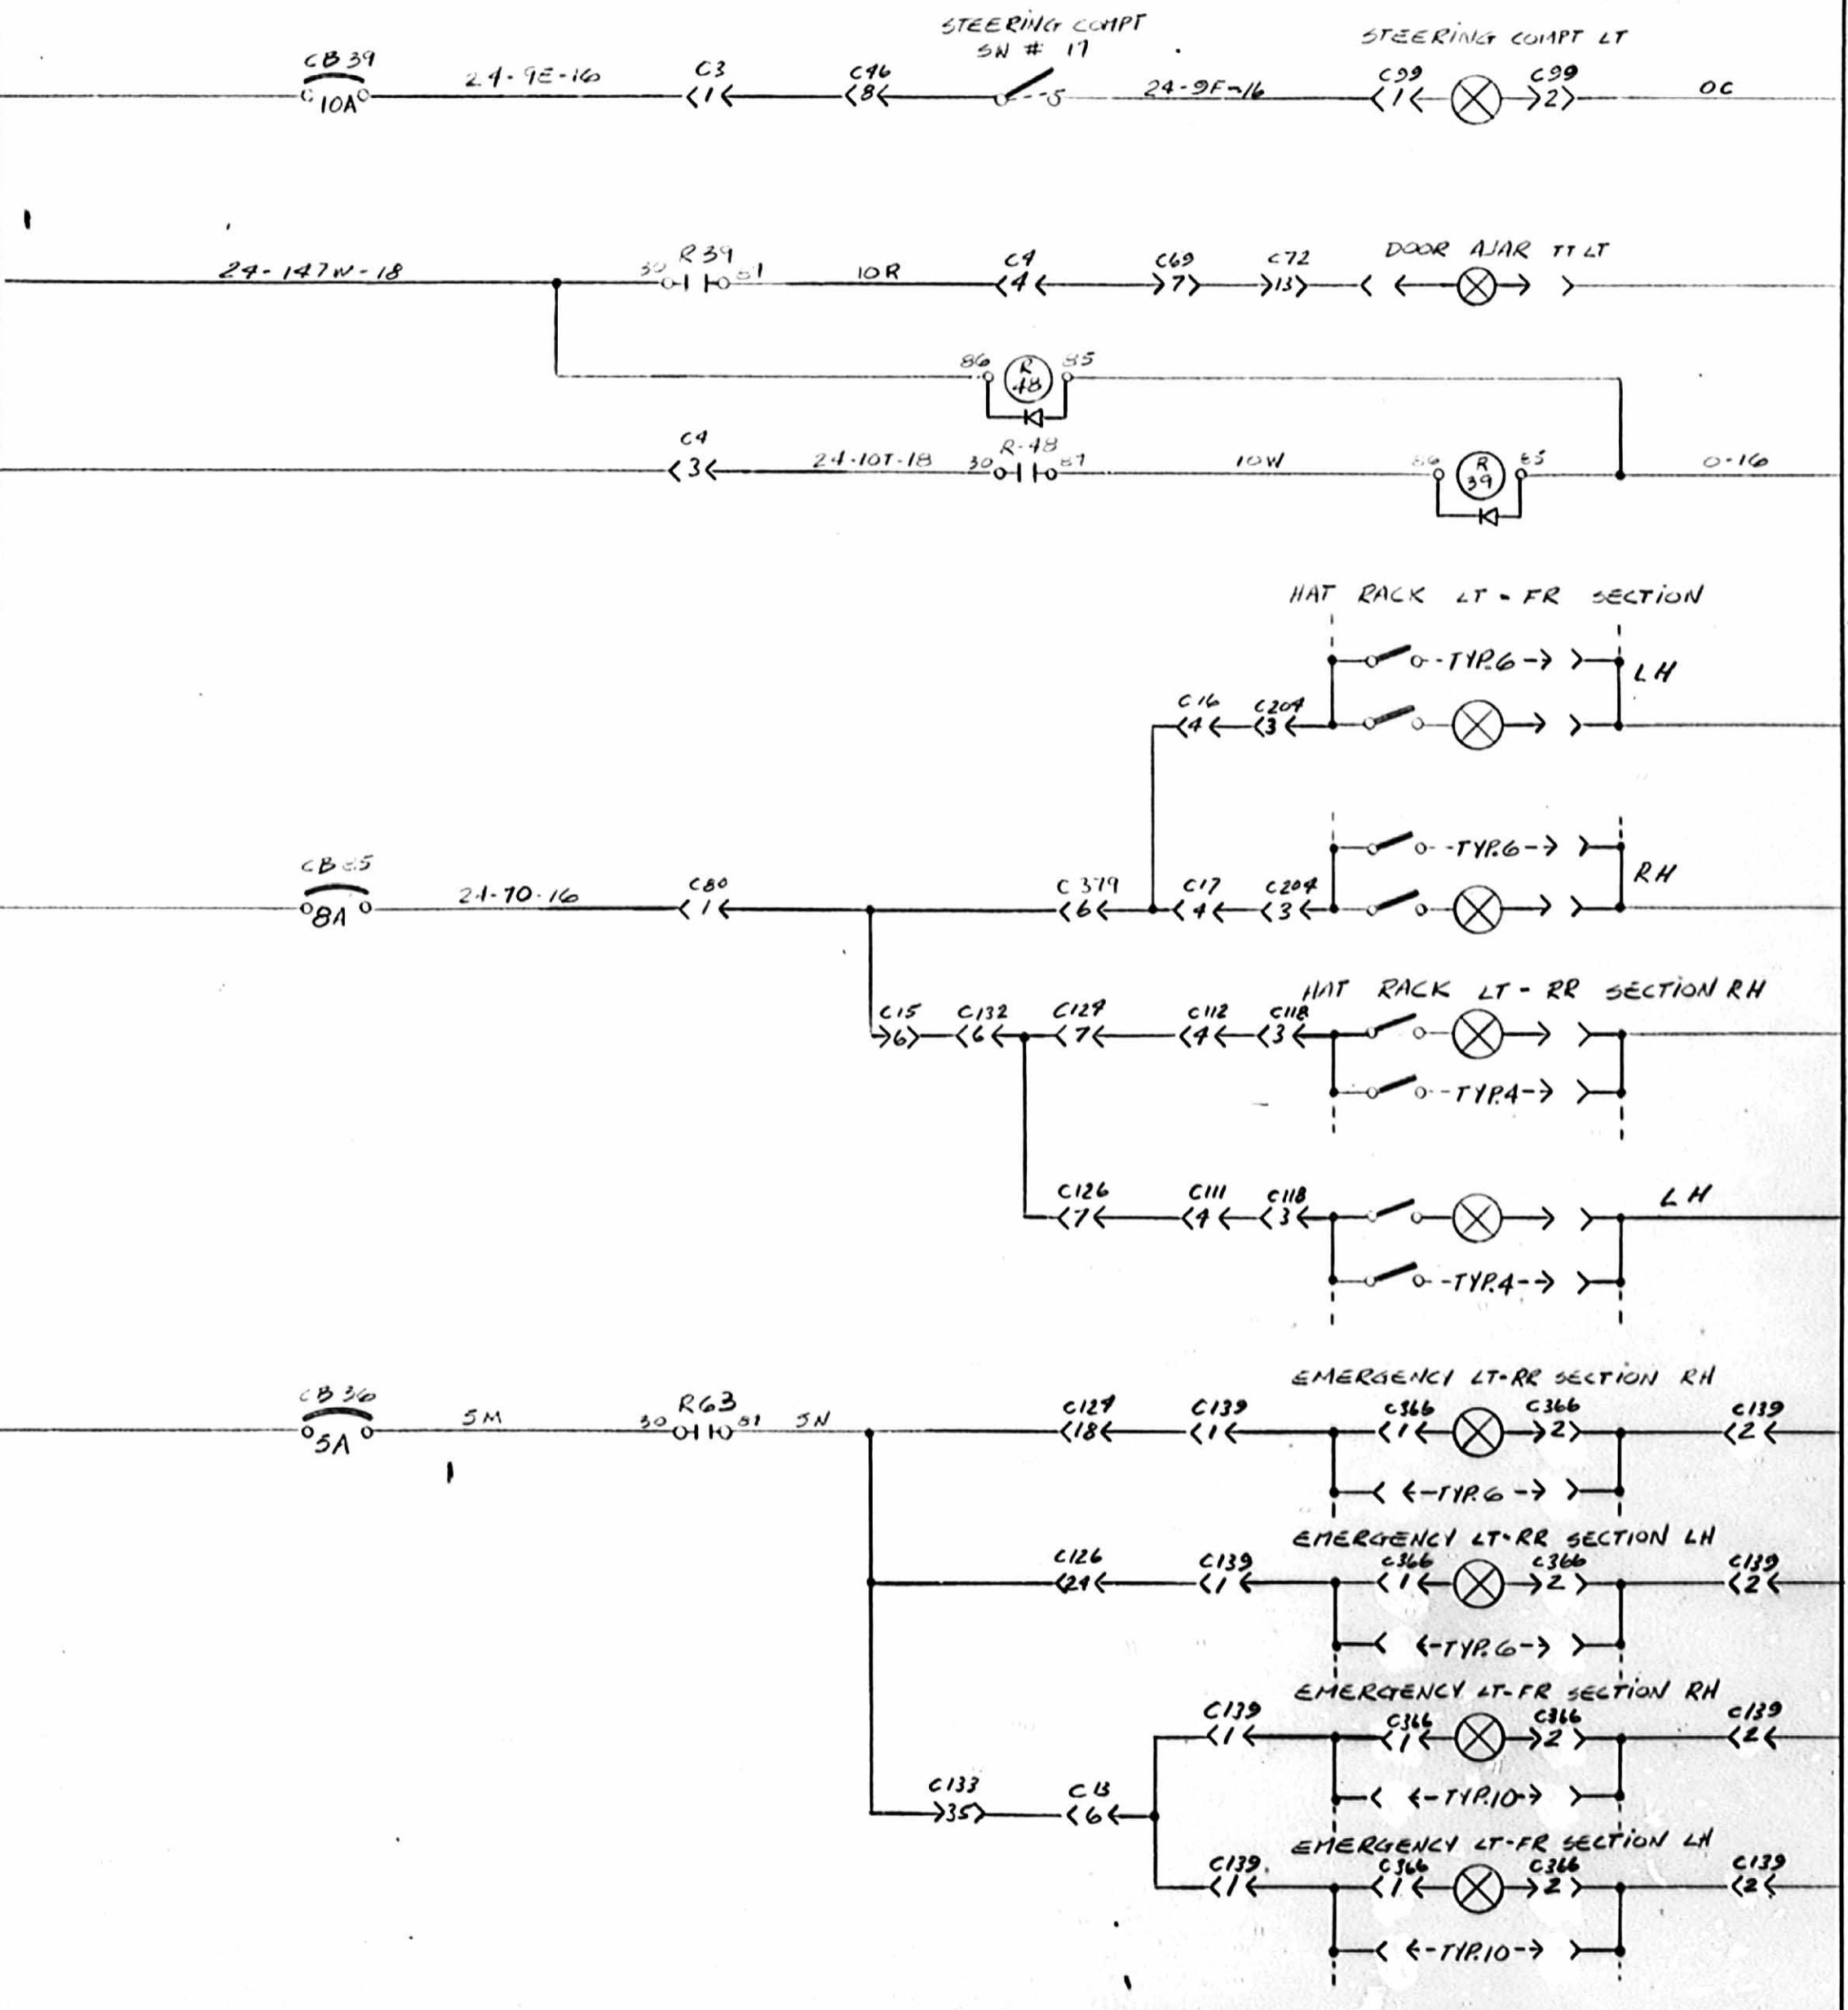 STEERING COMPT
SW # 17
STEERING COMPT LT
CB 39
10A
24-9E-16
C3
1
C46
8
5
24-9F-16
C99
1
C99
2
OC
24-147W-18
R39
30
87
10R
C4
4
C69
7
C72
13
DOOR AJAR TT LT
86
R
48
85
C4
3
24-10T-18
R-48
30
87
10W
86
R
39
85
0-16
HAT RACK LT - FR SECTION
TYP.6
LH
C16
4
C204
3
TYP.6
RH
8A
24-70-16
C80
1
C379
6
C17
4
C204
3
HAT RACK LT - RR SECTION RH
C15
6
C132
6
C127
7
C112
4
C118
3
TYP.4
C126
7
C111
4
C118
3
LH
TYP.4
EMERGENCY LT-RR SECTION RH
CB 36
5A
5M
R63
30
87
5N
C127
18
C139
1
C366
1
C366
2
C139
2
TYP.6
EMERGENCY LT-RR SECTION LH
C126
24
C139
1
C366
1
C366
2
C139
2
TYP.6
EMERGENCY LT-FR SECTION RH
C139
1
C366
1
C366
2
C139
2
TYP.10
C133
35
C13
6
EMERGENCY LT-FR SECTION LH
C139
1
C366
1
C366
2
C139
2
TYP.10